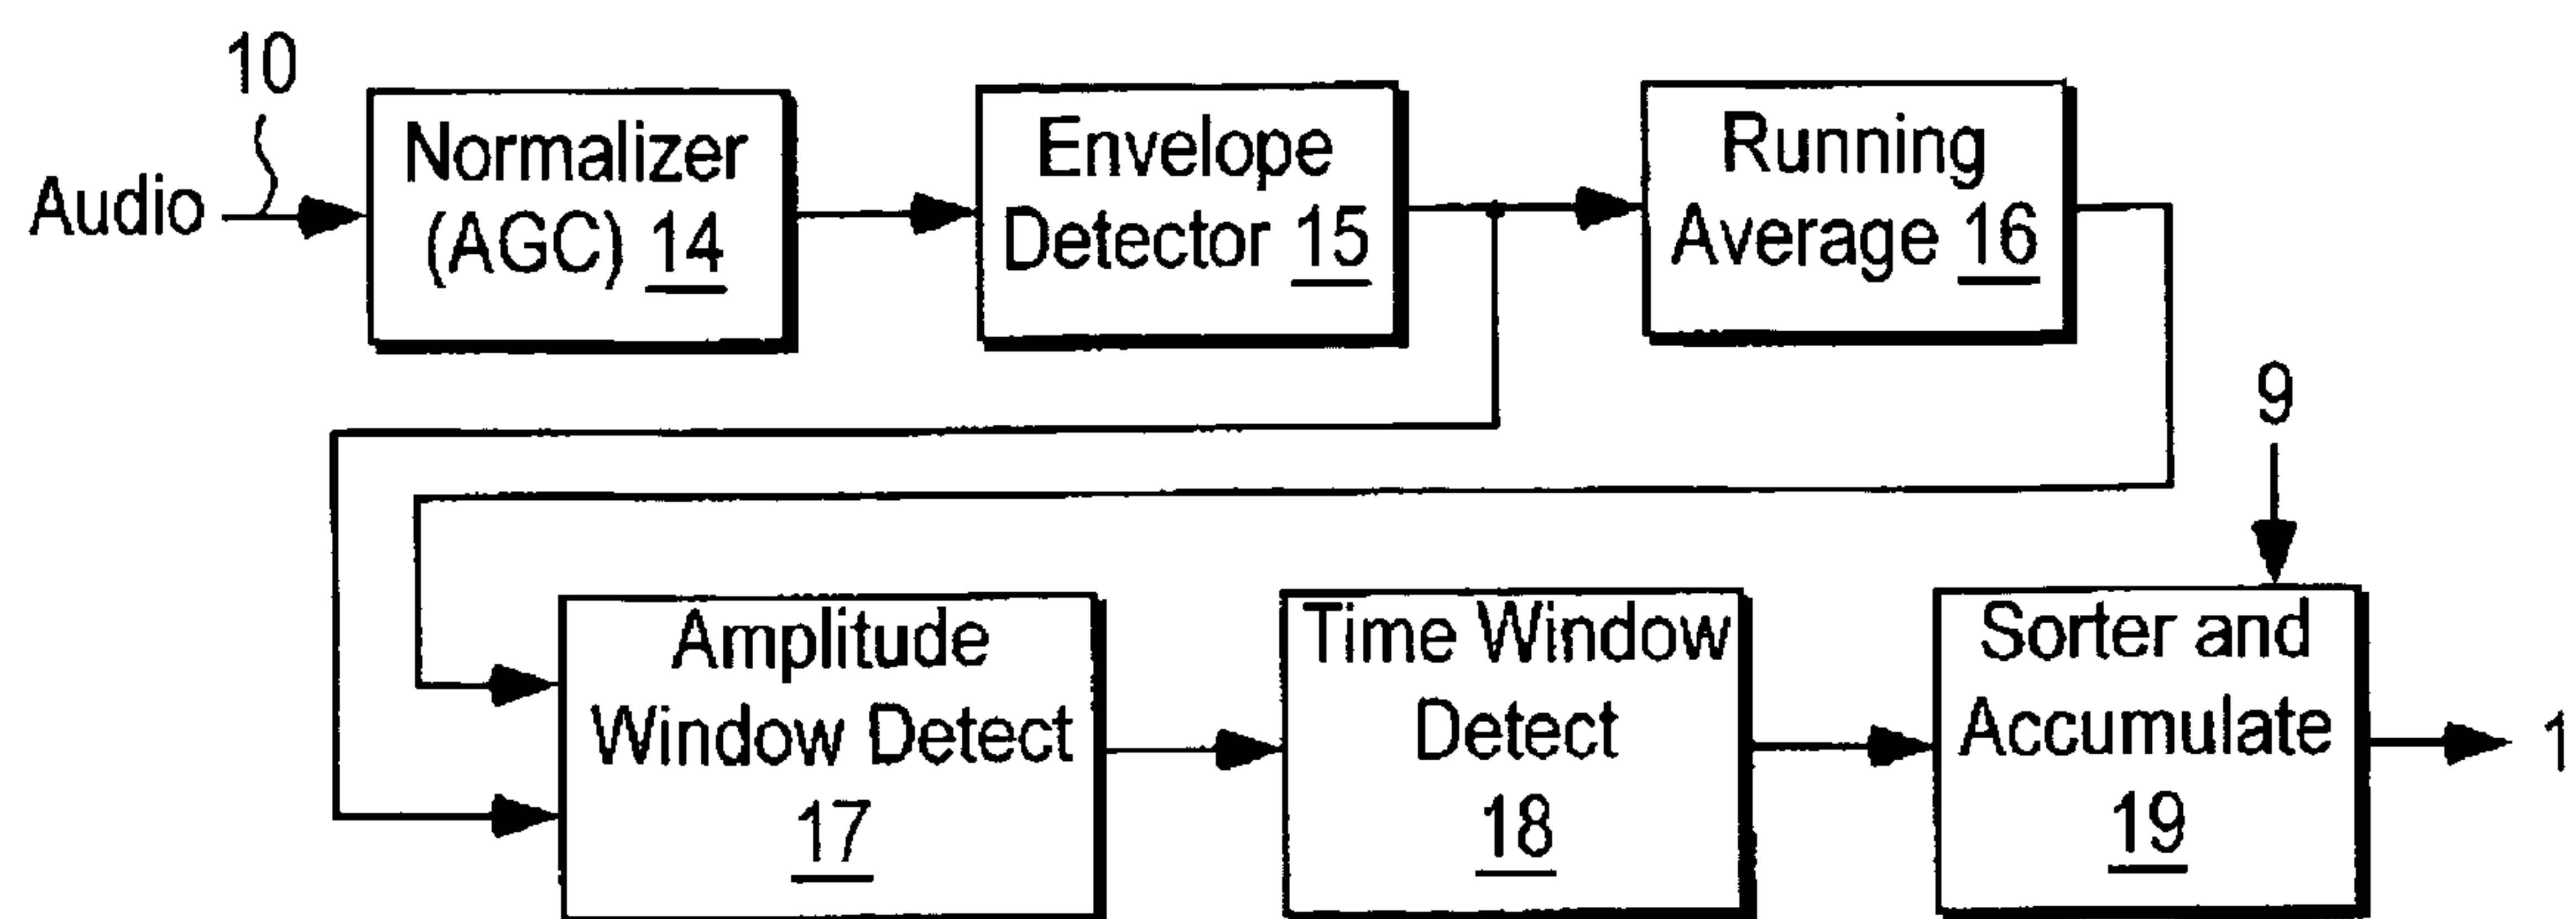 10
Audio
Normalizer
(AGC) 14
Envelope
Detector 15
Running
Average 16
9
Amplitude
Window Detect
17
Time Window
Detect
18
Sorter and
Accumulate
19
1